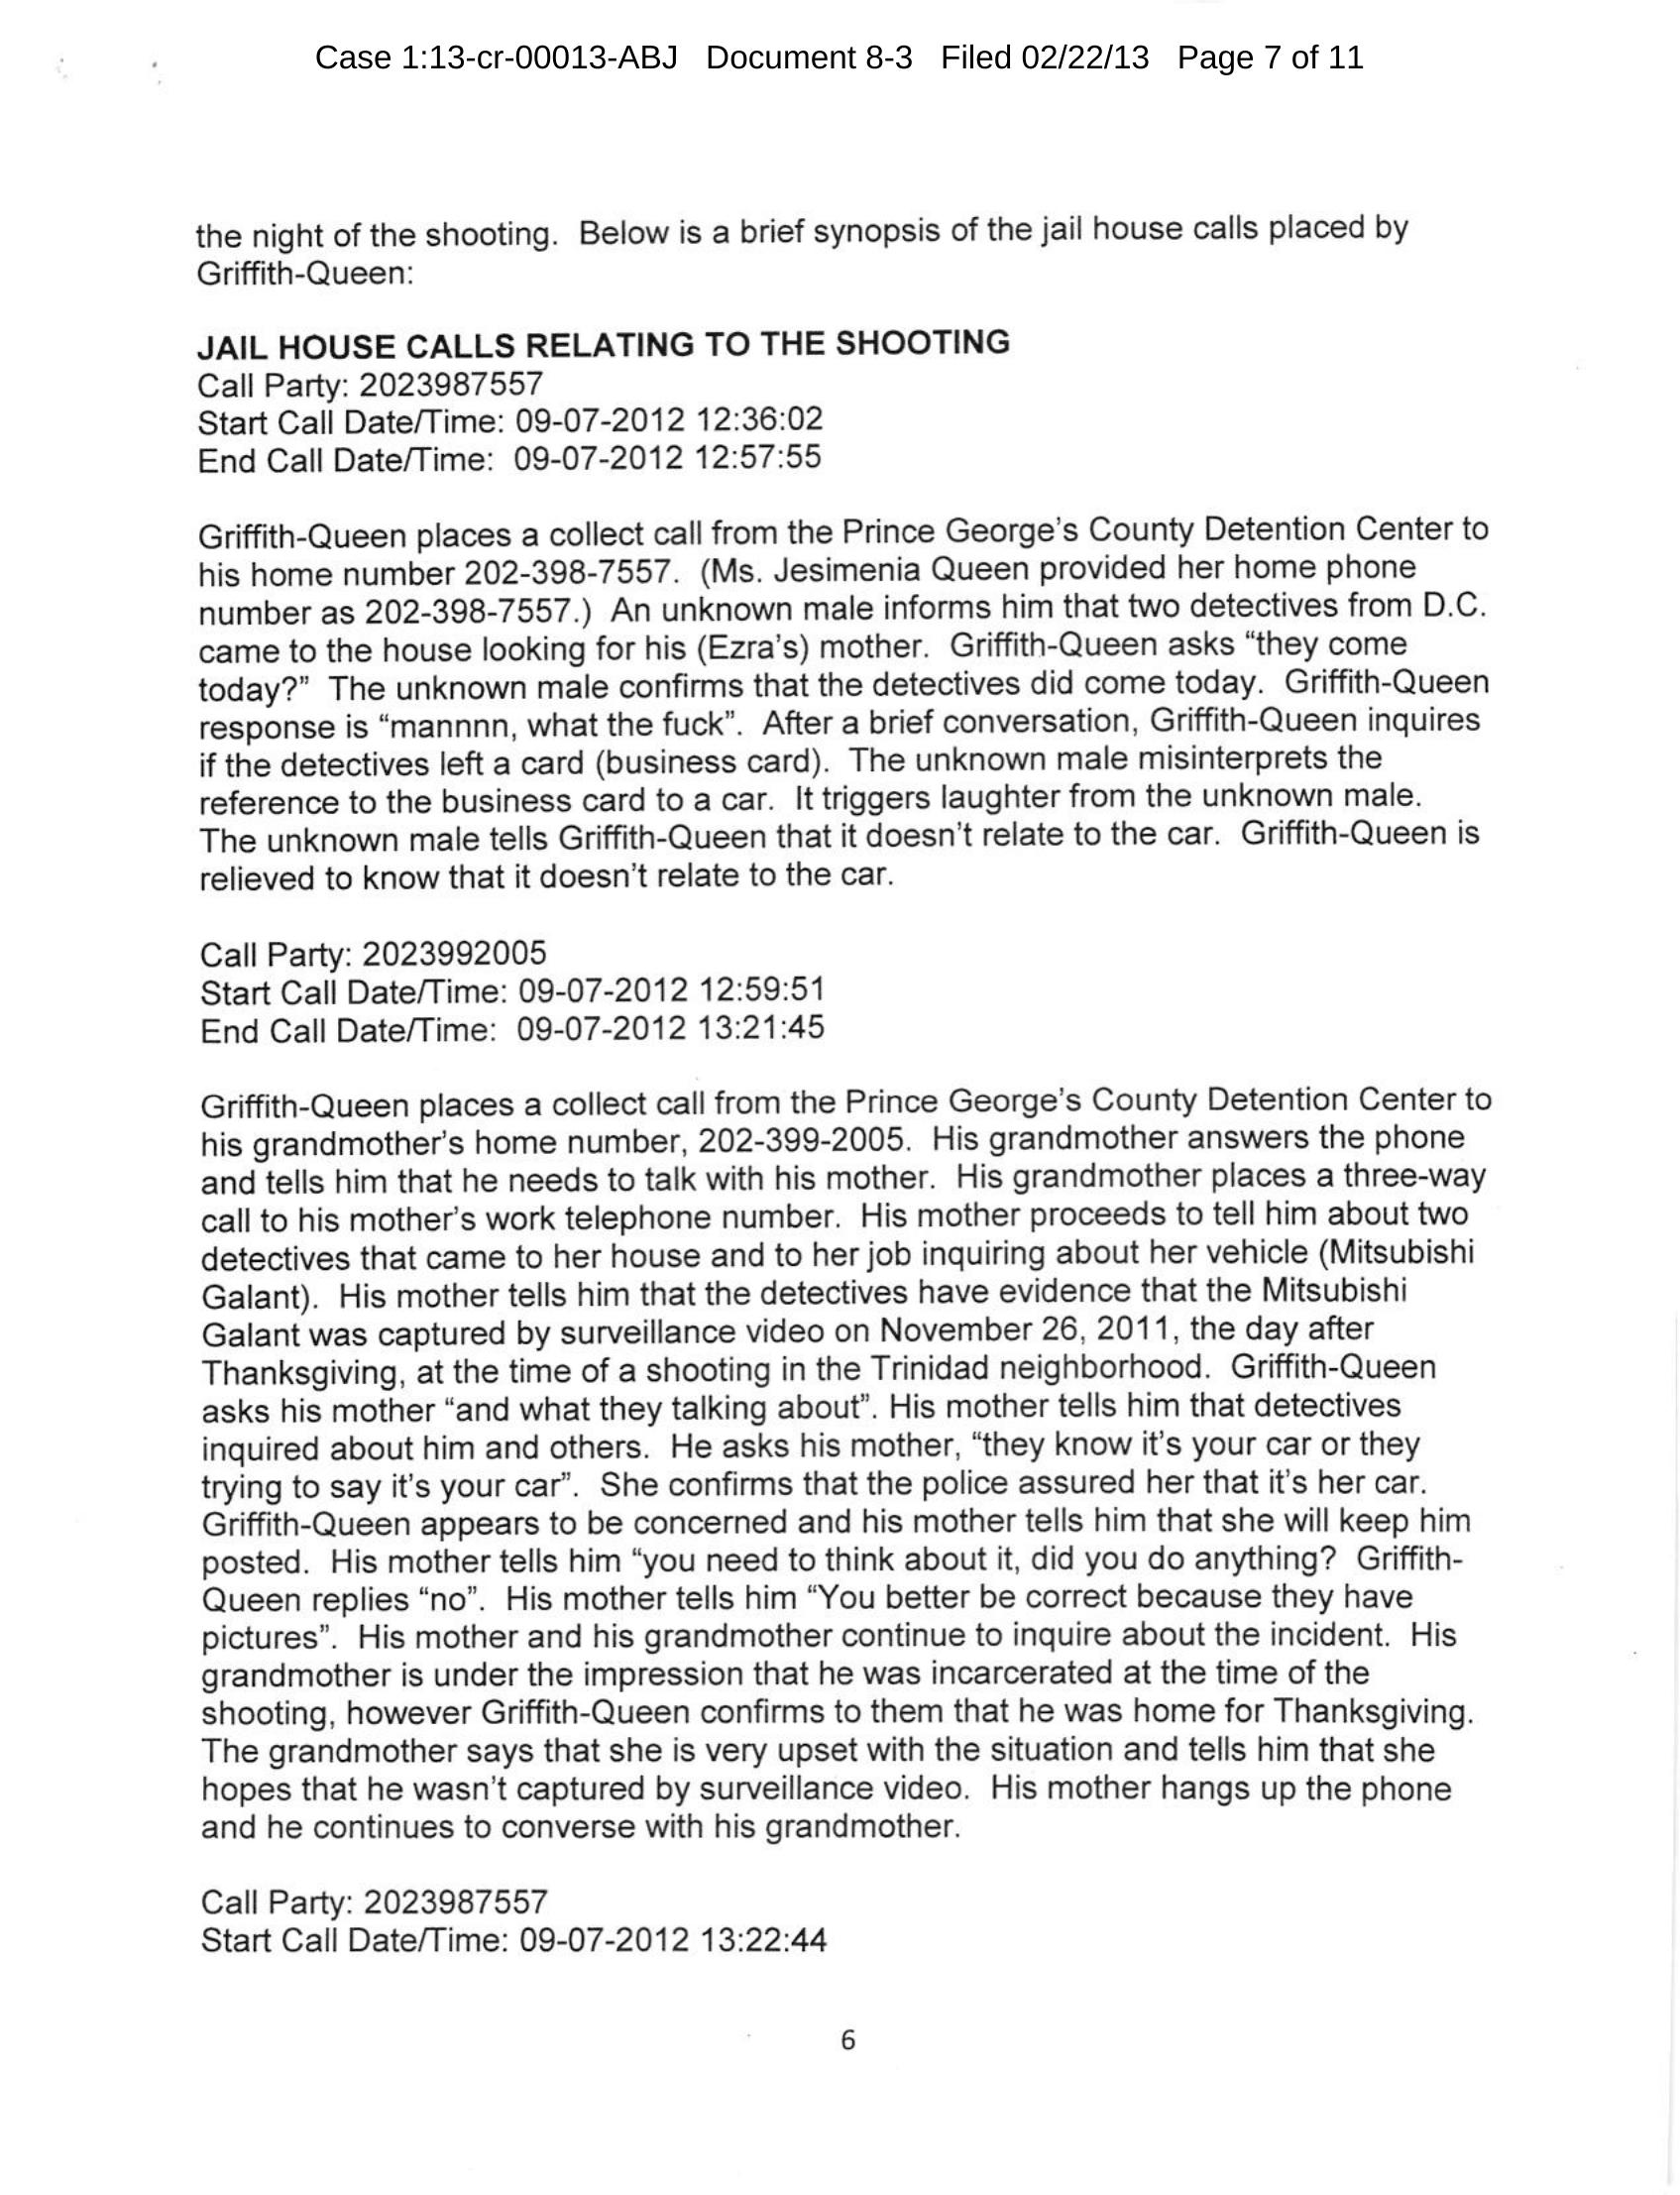 Case 1:13-cr-00013-ABJ Document 8-3 Filed 02/22/13 Page 7 of 11
the night of the shooting. Below is a brief synopsis of the jail house calls placed by
Griffith-Queen:
JAIL HOUSE CALLS RELATING TO THE SHOOTING
Call Party: 2023987557
Start Call Date/Time: 09-07-2012 12:36:02
End Call Date/Time: 09-07-2012 12:57:55
Griffith-Queen places a collect call from the Prince George's County Detention Center to
his home number 202-398-7557. (Ms. Jesimenia Queen provided her home phone
number as 202-398-7557.) An unknown male informs him that two detectives from D.C.
came to the house looking for his (Ezra's) mother. Griffith-Queen asks “they come
today?” The unknown male confirms that the detectives did come today. Griffith-Queen
response is “mannnn, what the fuck”. After a brief conversation, Griffith-Queen inquires
if the detectives left a card (business card). The unknown male misinterprets the
reference to the business card to a car. It triggers laughter from the unknown male.
The unknown male tells Griffith-Queen that it doesn't relate to the car. Griffith-Queen is
relieved to know that it doesn't relate to the car.
Call Party: 2023992005
Start Call Date/Time: 09-07-2012 12:59:51
End Call Date/Time: 09-07-2012 13:21:45
Griffith-Queen places a collect call from the Prince George's County Detention Center to
his grandmother's home number, 202-399-2005. His grandmother answers the phone
and tells him that he needs to talk with his mother. His grandmother places a three-way
call to his mother's work telephone number. His mother proceeds to tell him about two
detectives that came to her house and to her job inquiring about her vehicle (Mitsubishi
Galant). His mother tells him that the detectives have evidence that the Mitsubishi
Galant was captured by surveillance video on November 26, 2011, the day after
Thanksgiving, at the time of a shooting in the Trinidad neighborhood. Griffith-Queen
asks his mother “and what they talking about”. His mother tells him that detectives
inquired about him and others. He asks his mother, “they know it's your car or they
trying to say it's your car”. She confirms that the police assured her that it's her car.
Griffith-Queen appears to be concerned and his mother tells him that she will keep him
posted. His mother tells him “you need to think about it, did you do anything? Griffith-
Queen replies “no”. His mother tells him “You better be correct because they have
pictures”. His mother and his grandmother continue to inquire about the incident. His
grandmother is under the impression that he was incarcerated at the time of the
shooting, however Griffith-Queen confirms to them that he was home for Thanksgiving.
The grandmother says that she is very upset with the situation and tells him that she
hopes that he wasn't captured by surveillance video. His mother hangs up the phone
and he continues to converse with his grandmother.
Call Party: 2023987557
Start Call Date/Time: 09-07-2012 13:22:44
6